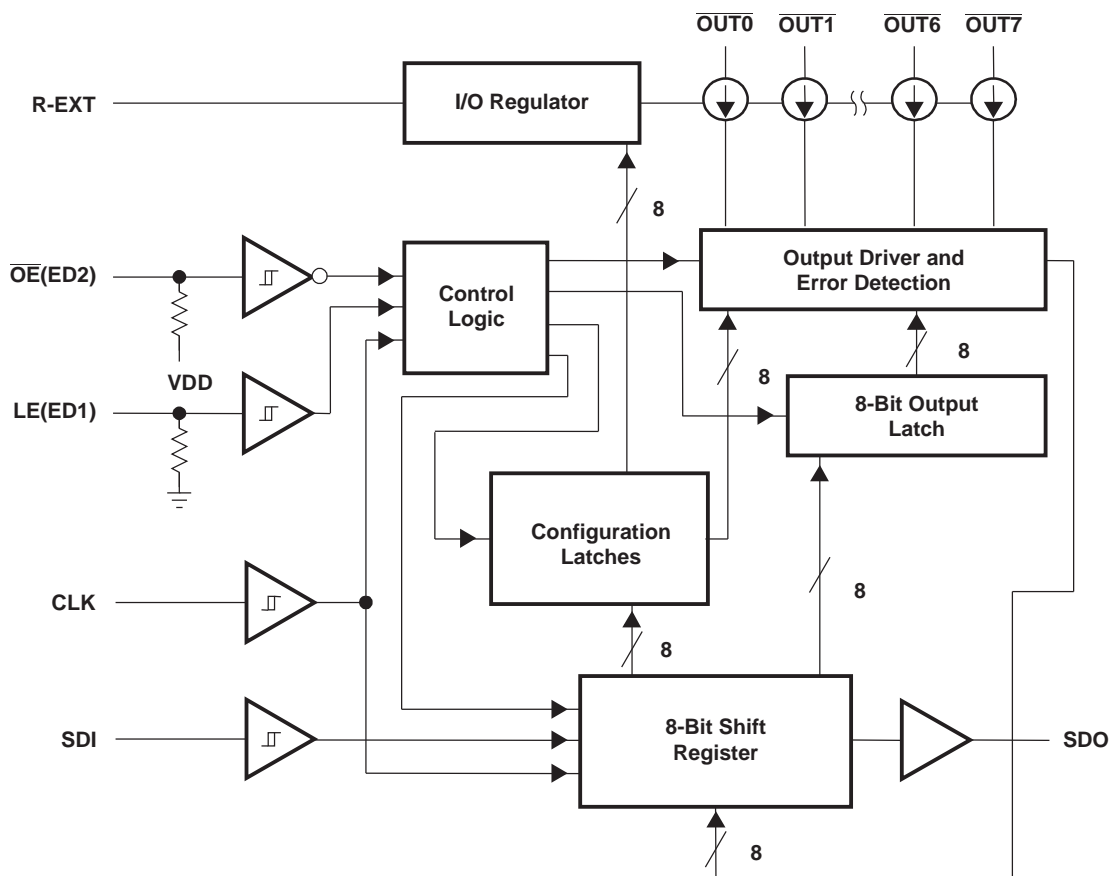 OUT0 OUT1 OUT6 OUT7
R-EXT
I/O Regulator
8
OE(ED2)
Control
Logic
Output Driver and
Error Detection
VDD
8
8
LE(ED1)
8-Bit Output
Latch
Configuration
Latches
CLK
8
8
SDI
8-Bit Shift
Register
SDO
8